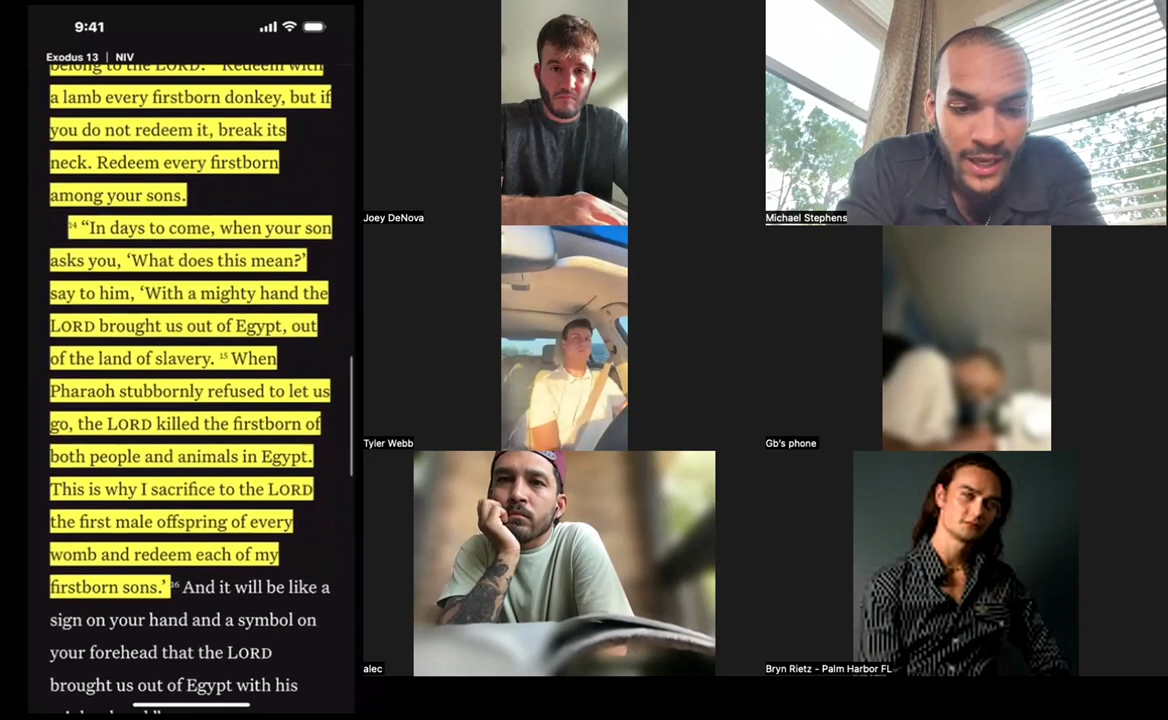 9:41
Exodus 13 | NIV
belong to the LORD. Redeem with
a lamb every firstborn donkey, but if
you do not redeem it, break its
neck. Redeem every firstborn
among your sons.
14 “In days to come, when your son
asks you, ‘What does this mean?’
say to him, ‘With a mighty hand the
LORD brought us out of Egypt, out
of the land of slavery. 15 When
Pharaoh stubbornly refused to let us
go, the LORD killed the firstborn of
both people and animals in Egypt.
This is why I sacrifice to the LORD
the first male offspring of every
womb and redeem each of my
firstborn sons.’ 16 And it will be like a
sign on your hand and a symbol on
your forehead that the LORD
brought us out of Egypt with his
Joey DeNova
Michael Stephens
Tyler Webb
Gb's phone
alec
Bryn Rietz - Palm Harbor FL